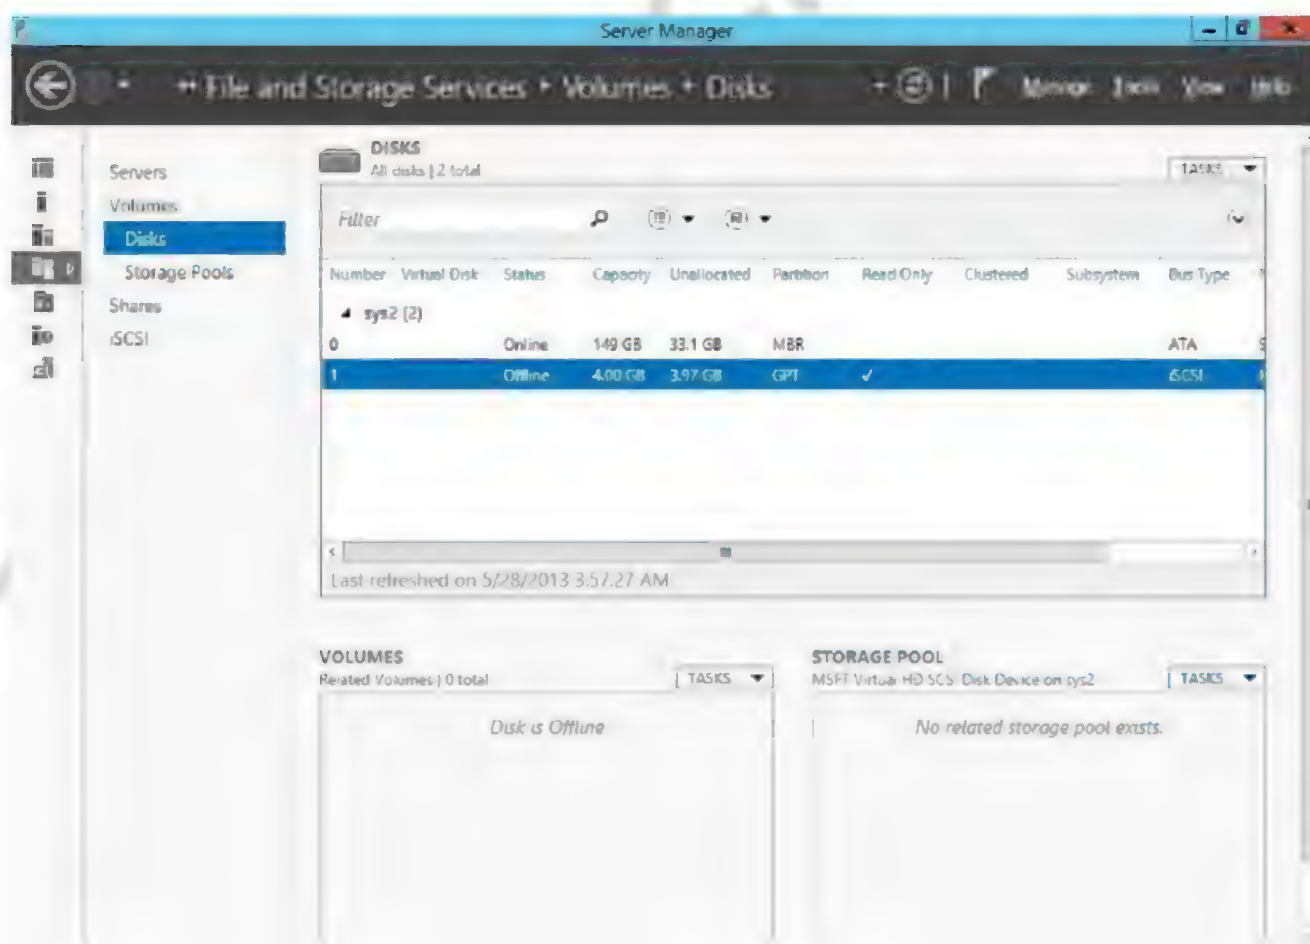 Server Manager
File and Storage Services Volumes Disks
Manage Tools View Help
Servers
Volumes
Disks
Storage Pools
Shares
iSCSI
DISKS
All disks | 2 total
TASKS
Filter
Number Virtual Disk Status Capacity Unallocated Partition Read Only Clustered Subsystem Bus Type
sys2 (2)
0 Online 149 GB 33.1 GB MBR ATA S
1 Offline 4.00 GB 3.97 GB GPT ✓ iSCSI
Last refreshed on 5/28/2013 3:57:27 AM
VOLUMES
Related Volumes | 0 total
TASKS
Disk is Offline
STORAGE POOL
MSFT Virtual HD SCSI Disk Device on sys2
TASKS
No related storage pool exists.